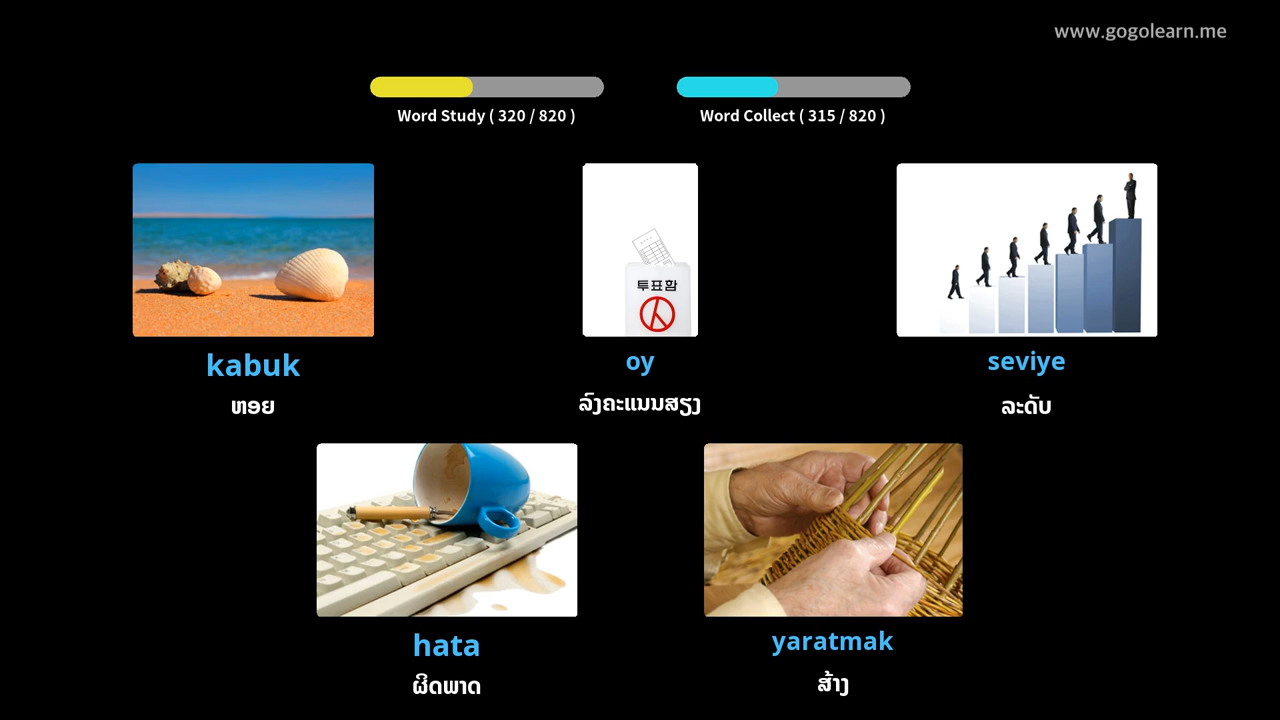 www.gogolearn.me
Word Study ( 320 / 820 )
Word Collect ( 315 / 820 )
투표함
kabuk
ຫອຍ
oy
ລົງຄະແນນສຽງ
seviye
ລະດັບ
hata
ຜິດພາດ
yaratmak
ສ້າງ